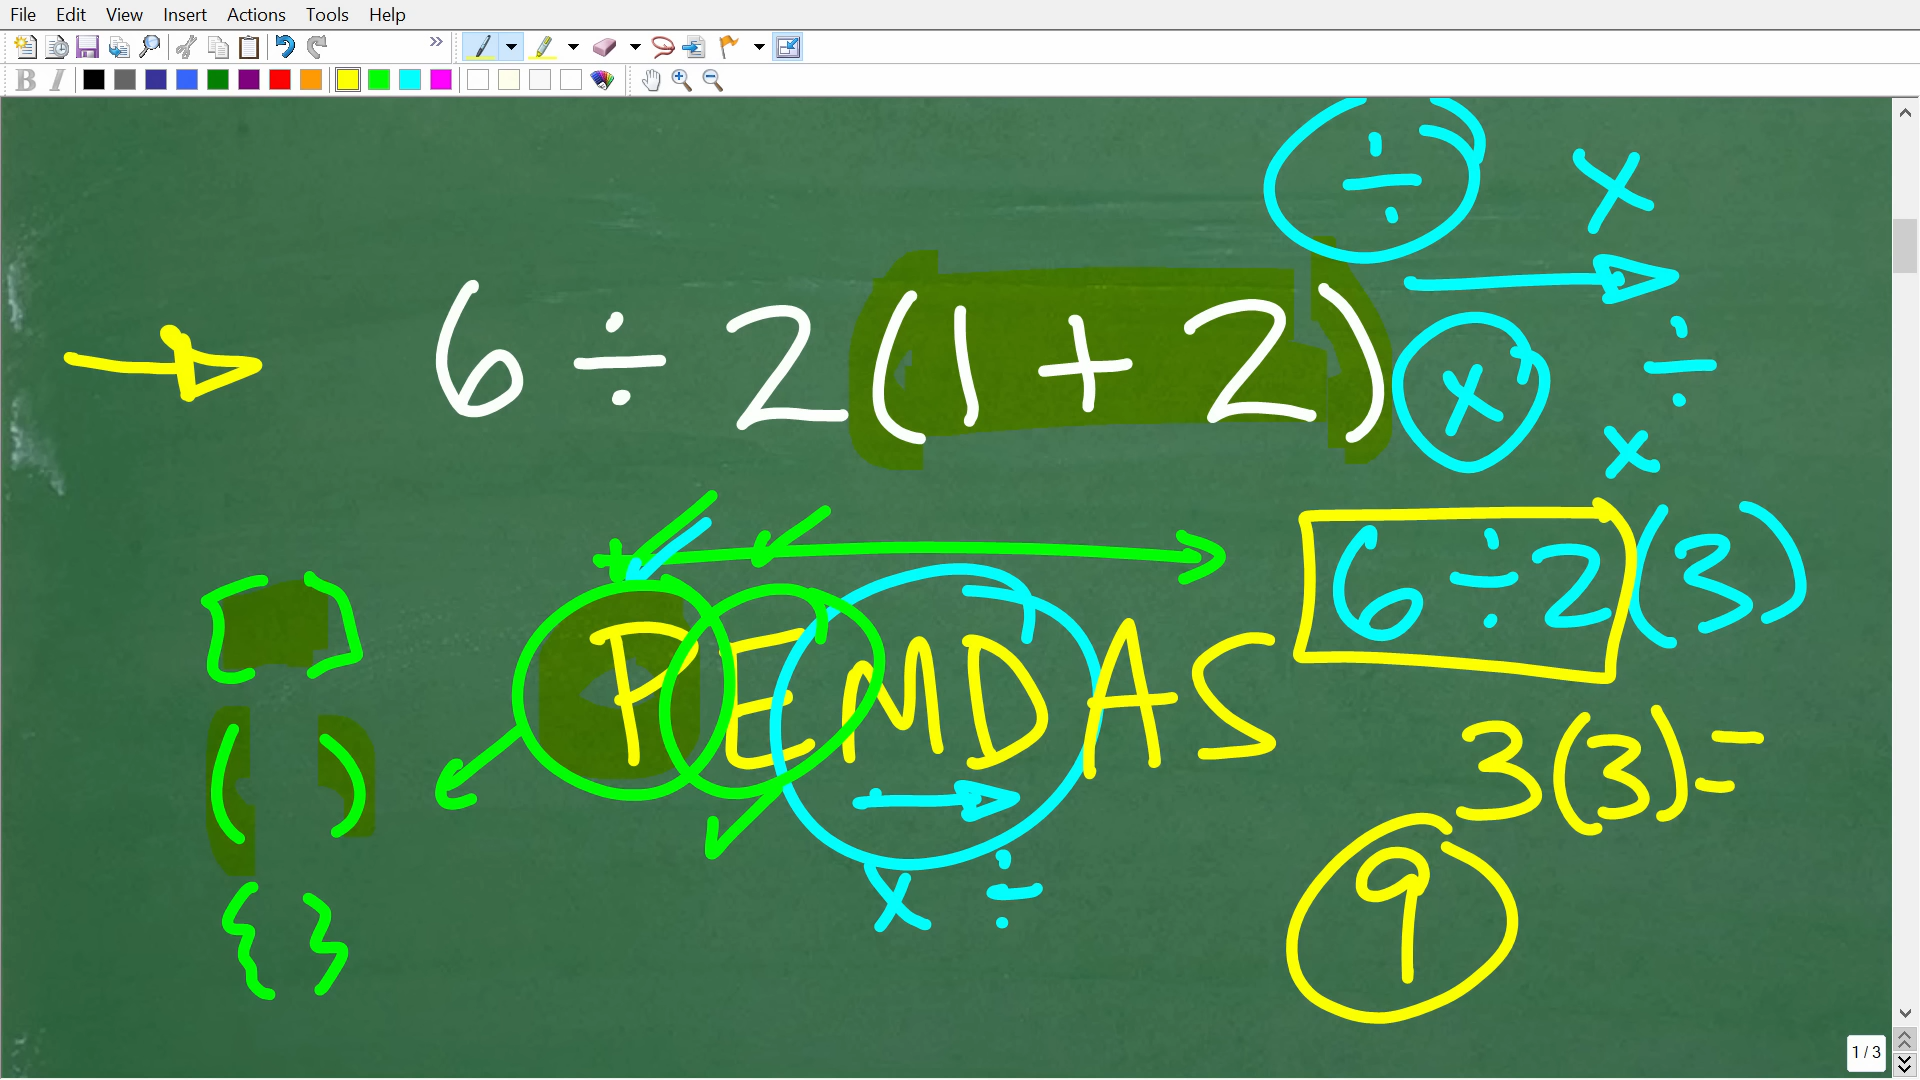 File Edit View Insert Actions Tools Help
B I
÷ x
6 ÷ 2(1 + 2)
x ÷
x
[ ]
6÷2(3)
PEMDAS
( )
3(3)=
x ÷
9
{ }
1 / 3